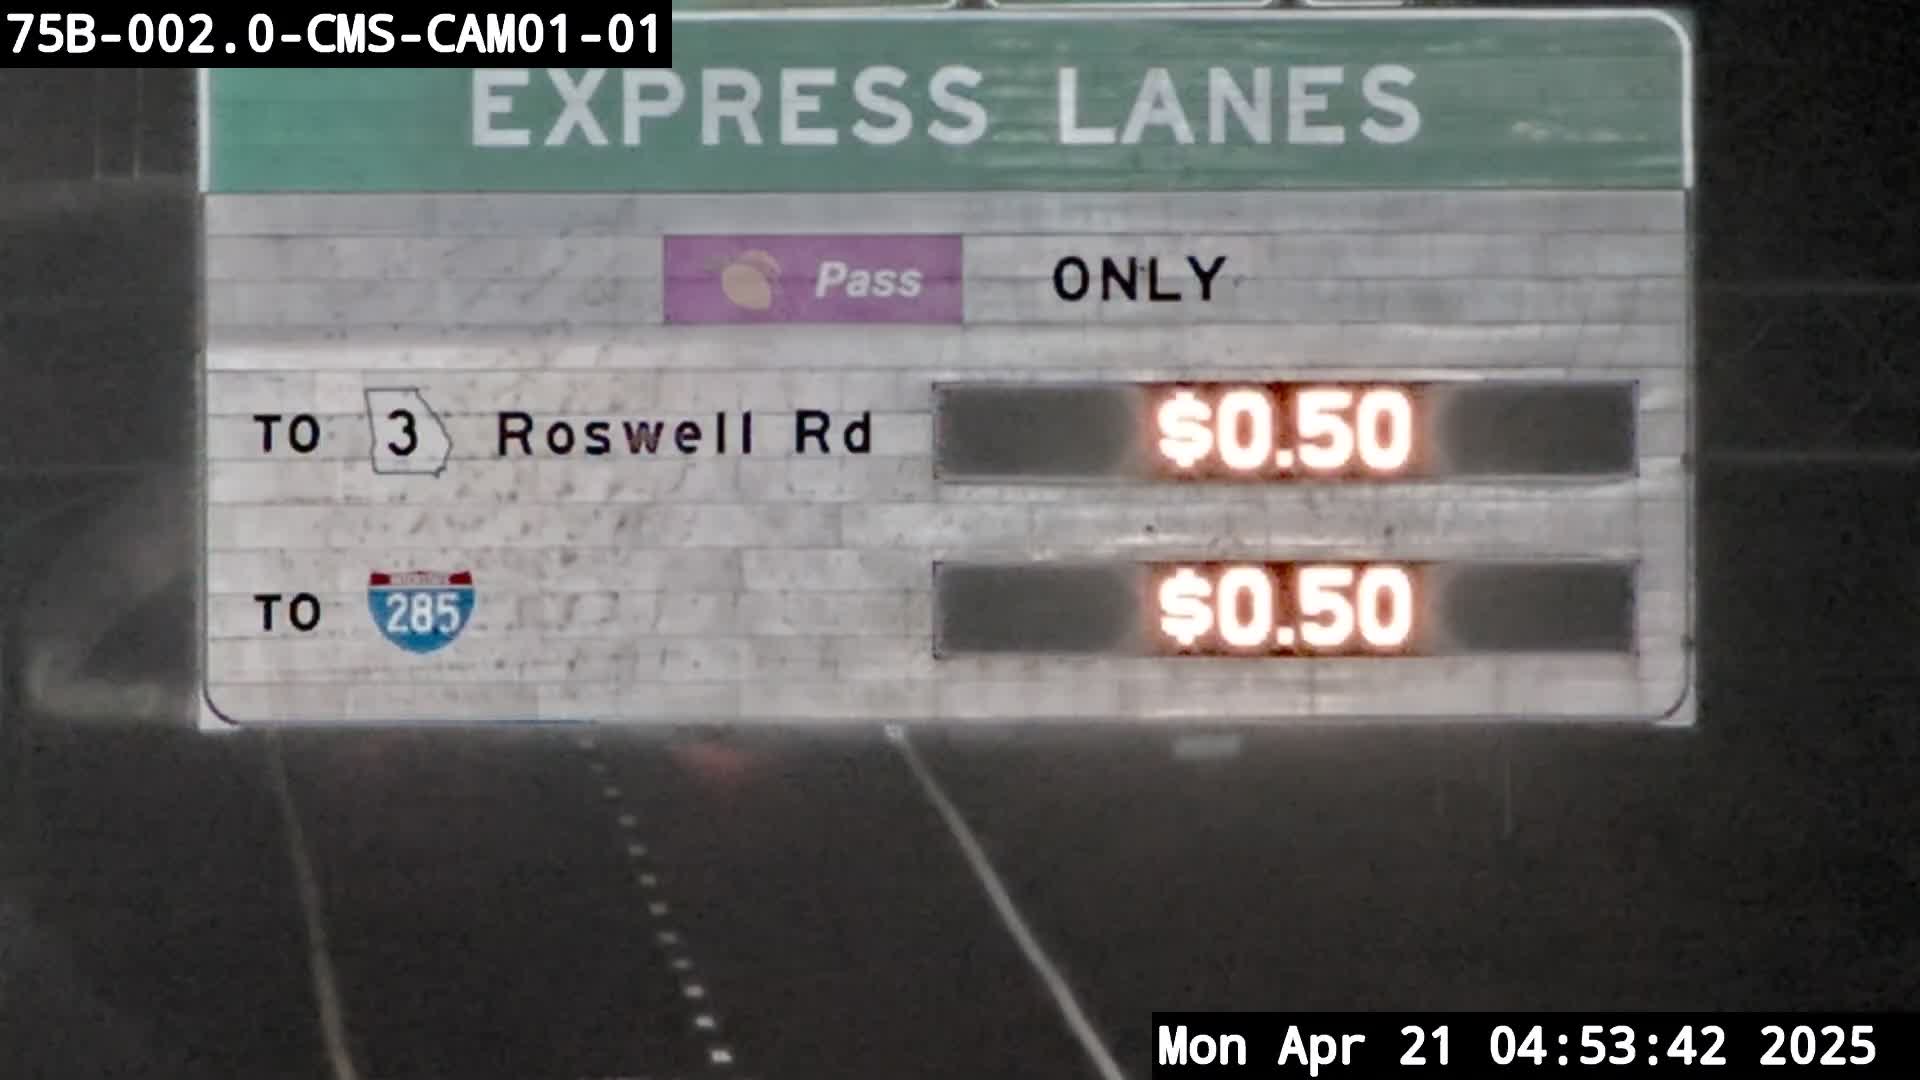 75B-002.0-CMS-CAM01-01
EXPRESS LANES
Pass ONLY
TO 3 Roswell Rd $0.50
TO 285 $0.50
Mon Apr 21 04:53:42 2025